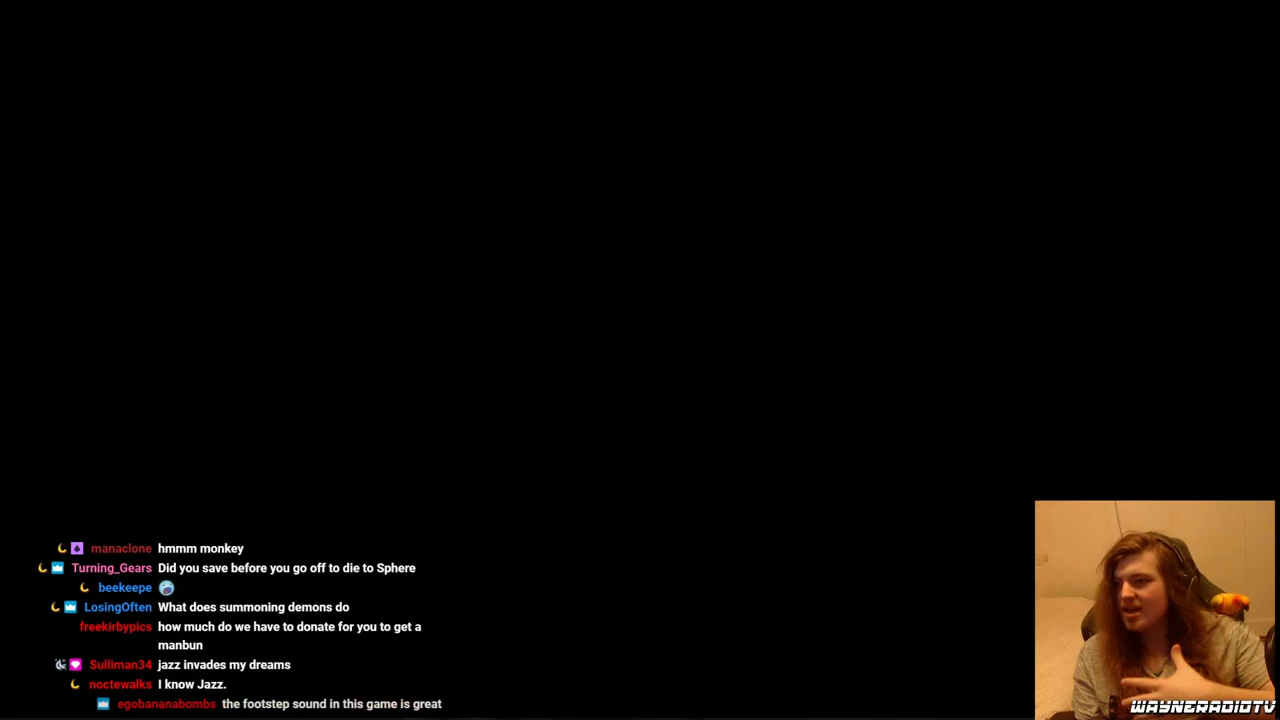 manaclone hmmm monkey
Turning_Gears Did you save before you go off to die to Sphere
beekeepe
LosingOften What does summoning demons do
freekirbypics how much do we have to donate for you to get a
manbun
Sulliman34 jazz invades my dreams
noctewalks I know Jazz.
egobananabombs the footstep sound in this game is great
WAYNERADIOTV